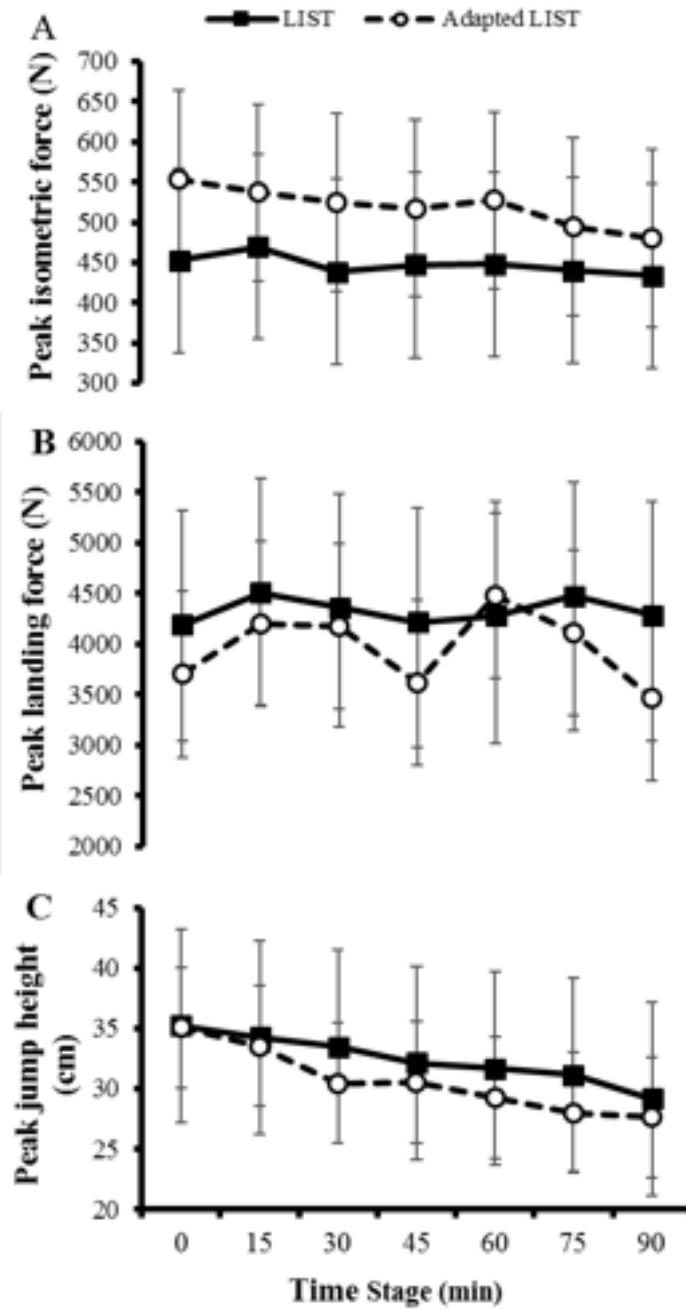 A
LIST Adapted LIST
Peak isometric force (N)
700
650
600
550
500
450
400
350
300
B
Peak landing force (N)
6000
5500
5000
4500
4000
3500
3000
2500
2000
C
Peak jump height
(cm)
45
40
35
30
25
20
0 15 30 45 60 75 90
Time Stage (min)